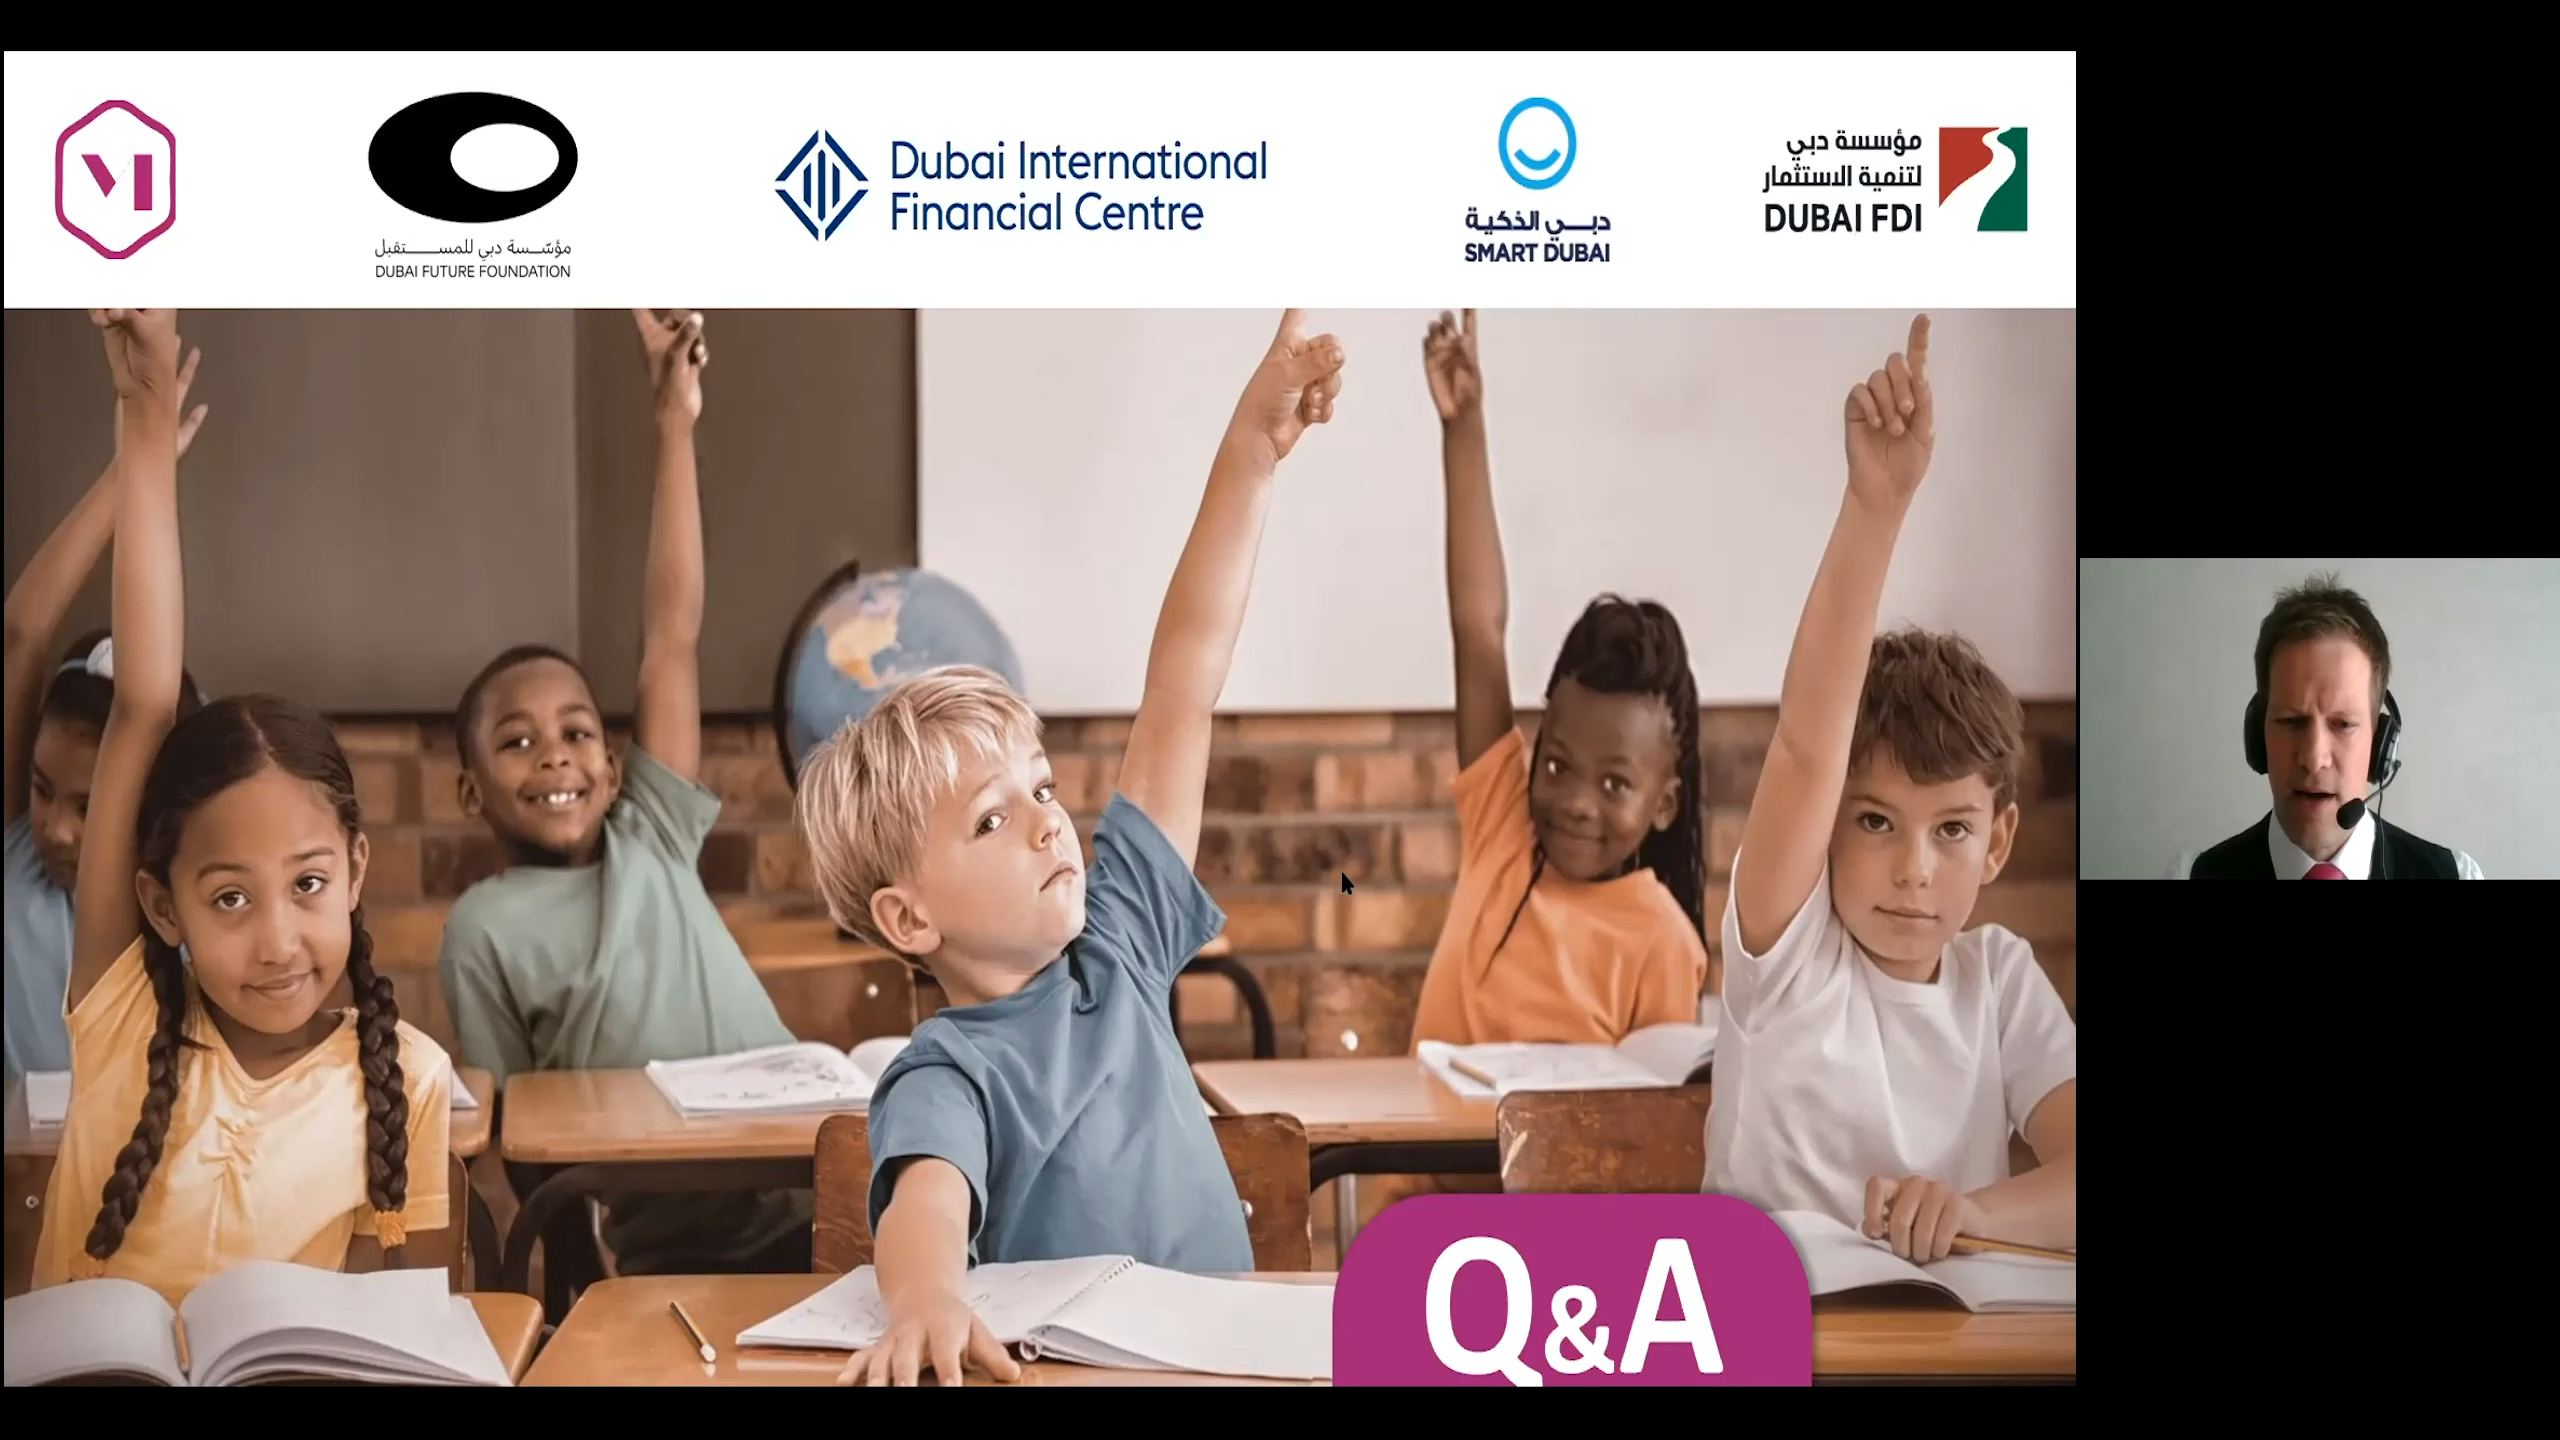 مؤسسة دبي للمستقبل
DUBAI FUTURE FOUNDATION
Dubai International
Financial Centre
دبي الذكية
SMART DUBAI
مؤسسة دبي
لتنمية الاستثمار
DUBAI FDI
Q&A